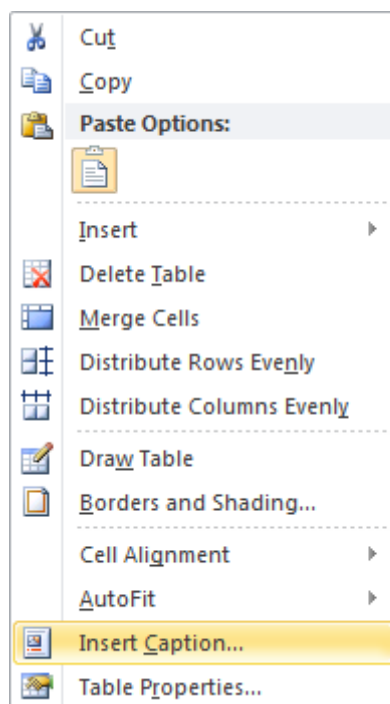 Cut
Copy
Paste Options:
Insert
Delete Table
Merge Cells
Distribute Rows Evenly
Distribute Columns Evenly
Draw Table
Borders and Shading...
Cell Alignment
AutoFit
Insert Caption...
Table Properties...